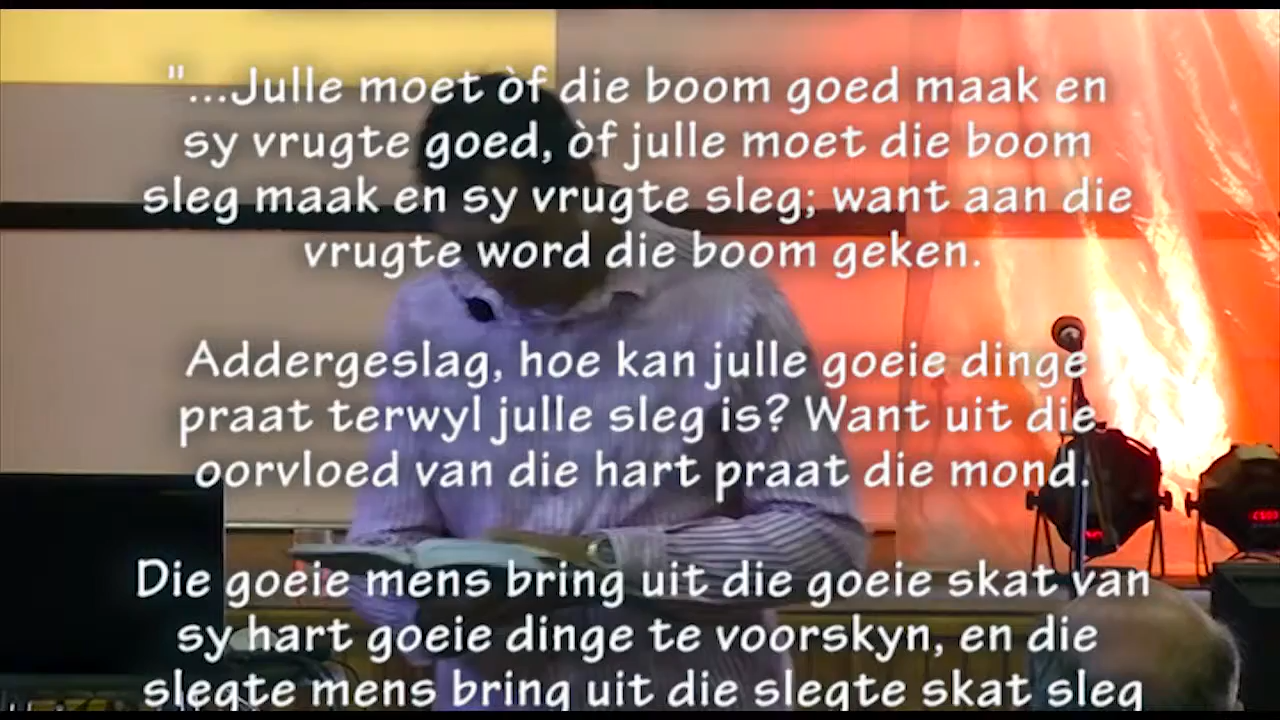 "...Julle moet òf die boom goed maak en
sy vrugte goed, òf julle moet die boom
sleg maak en sy vrugte sleg; want aan die
vrugte word die boom geken.
Addergeslag, hoe kan julle goeie dinge
praat terwyl julle sleg is? Want uit die
oorvloed van die hart praat die mond.
Die goeie mens bring uit die goeie skat van
sy hart goeie dinge te voorskyn, en die
slegte mens bring uit die slegte skat sleg